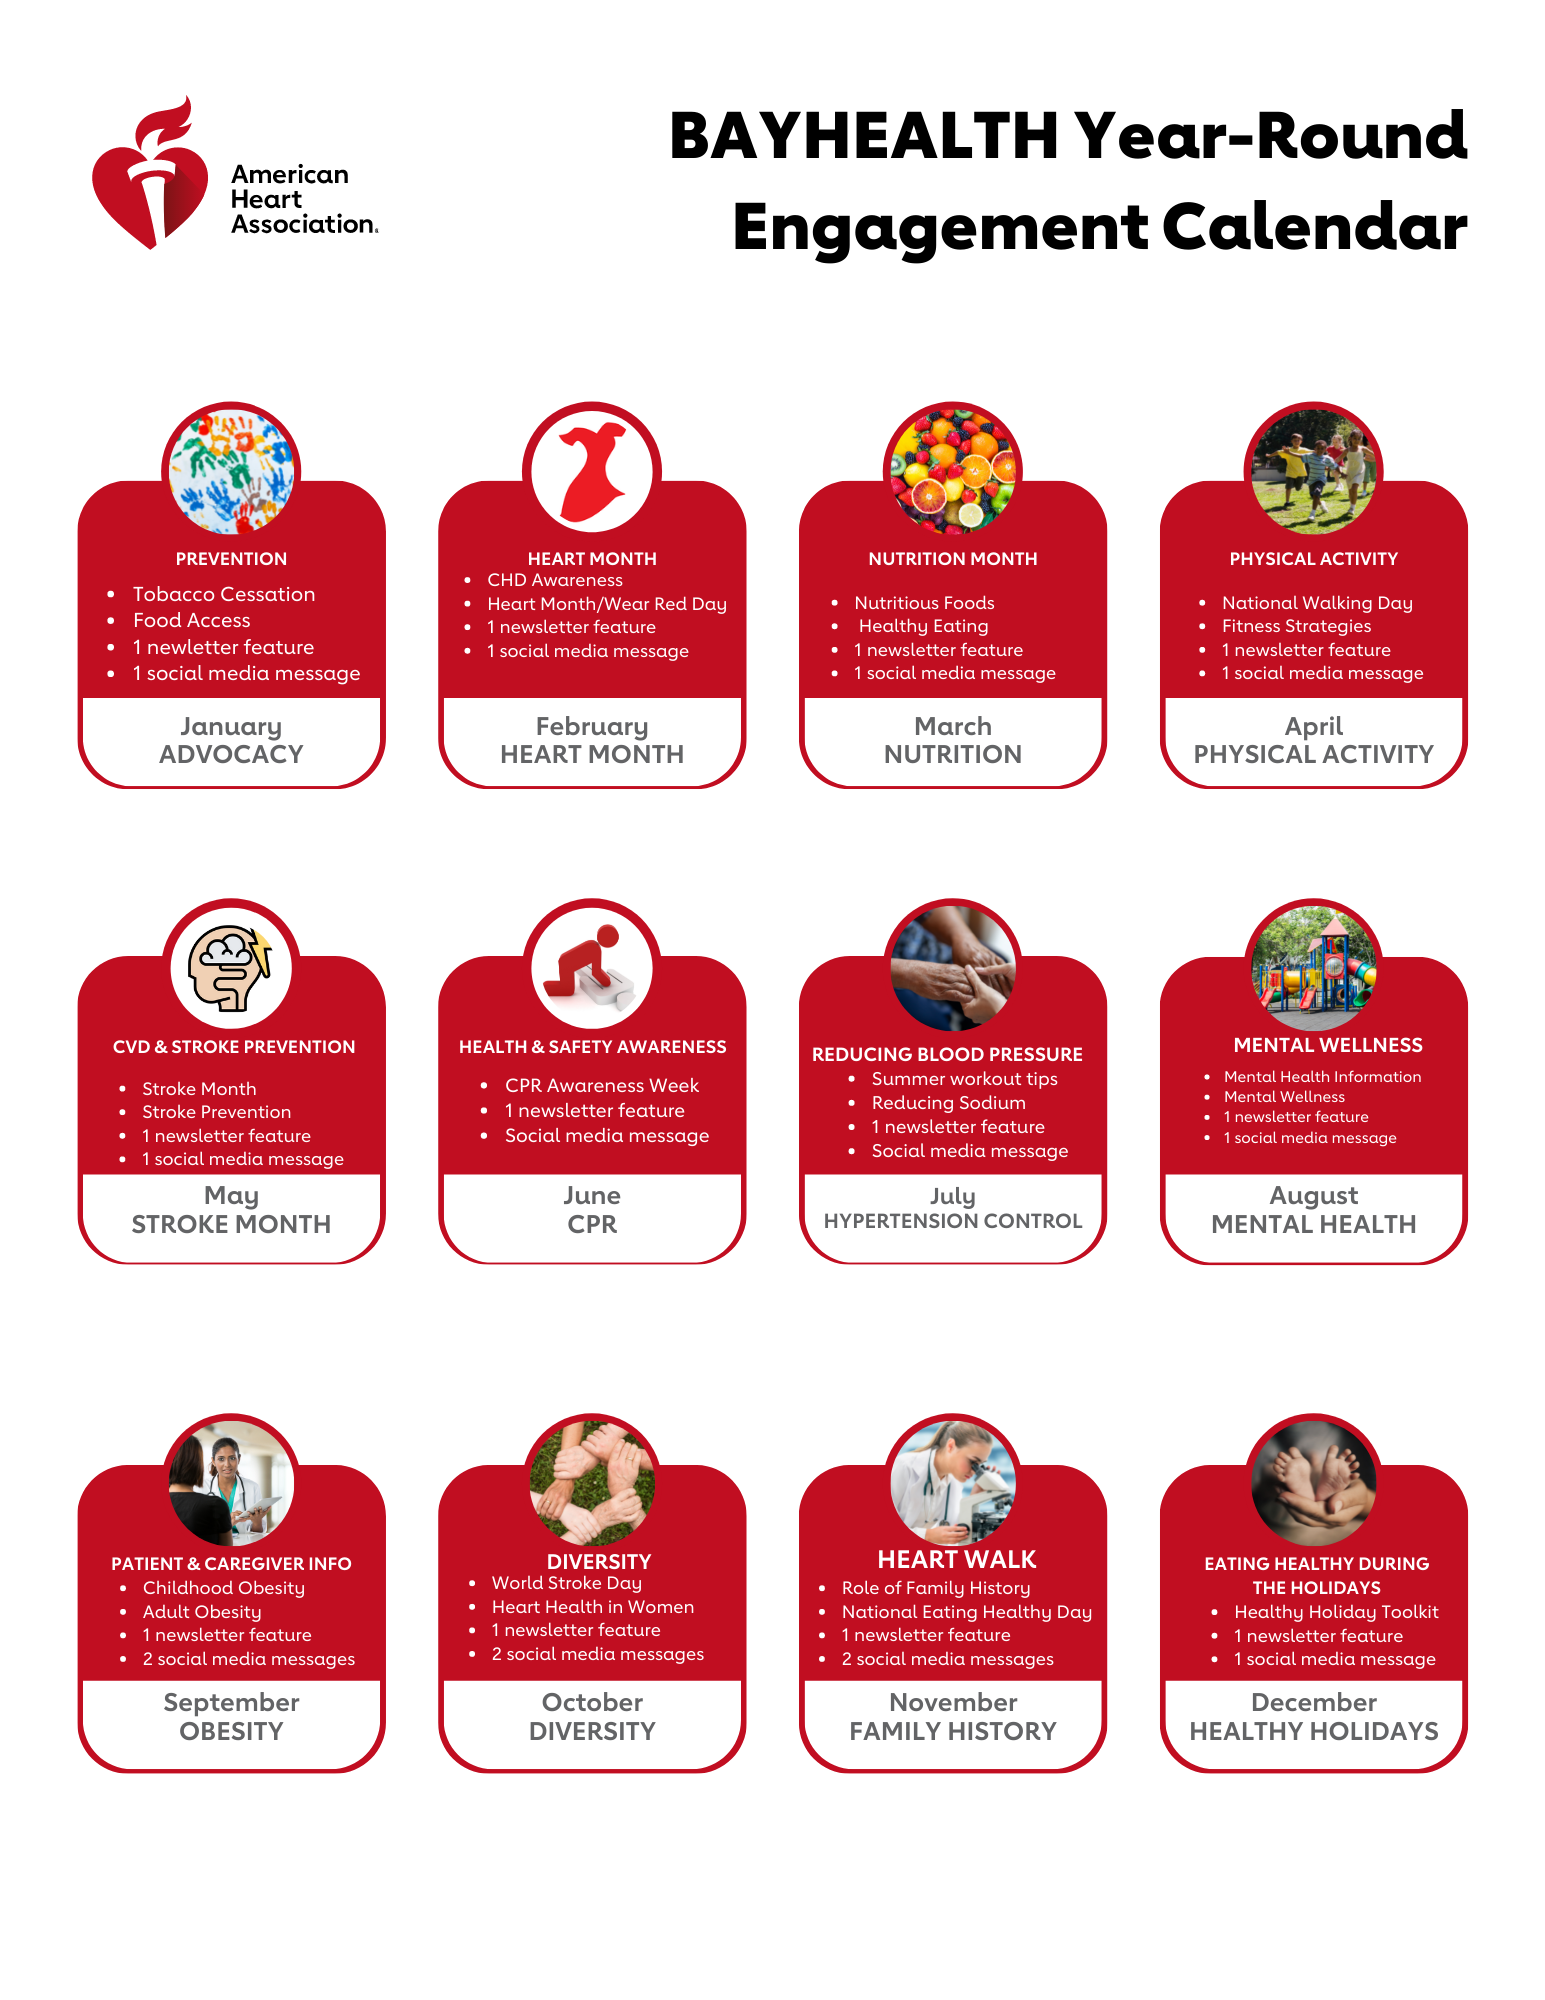 American
Heart
Association.
BAYHEALTH Year-Round
Engagement Calendar
PREVENTION
• Tobacco Cessation
• Food Access
• 1 newletter feature
• 1 social media message
January
ADVOCACY
HEART MONTH
• CHD Awareness
• Heart Month/Wear Red Day
• 1 newsletter feature
• 1 social media message
February
HEART MONTH
NUTRITION MONTH
• Nutritious Foods
• Healthy Eating
• 1 newsletter feature
• 1 social media message
March
NUTRITION
PHYSICAL ACTIVITY
• National Walking Day
• Fitness Strategies
• 1 newsletter feature
• 1 social media message
April
PHYSICAL ACTIVITY
CVD & STROKE PREVENTION
• Stroke Month
• Stroke Prevention
• 1 newsletter feature
• 1 social media message
May
STROKE MONTH
HEALTH & SAFETY AWARENESS
• CPR Awareness Week
• 1 newsletter feature
• Social media message
June
CPR
REDUCING BLOOD PRESSURE
• Summer workout tips
• Reducing Sodium
• 1 newsletter feature
• Social media message
July
HYPERTENSION CONTROL
MENTAL WELLNESS
• Mental Health Information
• Mental Wellness
• 1 newsletter feature
• 1 social media message
August
MENTAL HEALTH
PATIENT & CAREGIVER INFO
• Childhood Obesity
• Adult Obesity
• 1 newsletter feature
• 2 social media messages
September
OBESITY
DIVERSITY
• World Stroke Day
• Heart Health in Women
• 1 newsletter feature
• 2 social media messages
October
DIVERSITY
HEART WALK
• Role of Family History
• National Eating Healthy Day
• 1 newsletter feature
• 2 social media messages
November
FAMILY HISTORY
EATING HEALTHY DURING
THE HOLIDAYS
• Healthy Holiday Toolkit
• 1 newsletter feature
• 1 social media message
December
HEALTHY HOLIDAYS